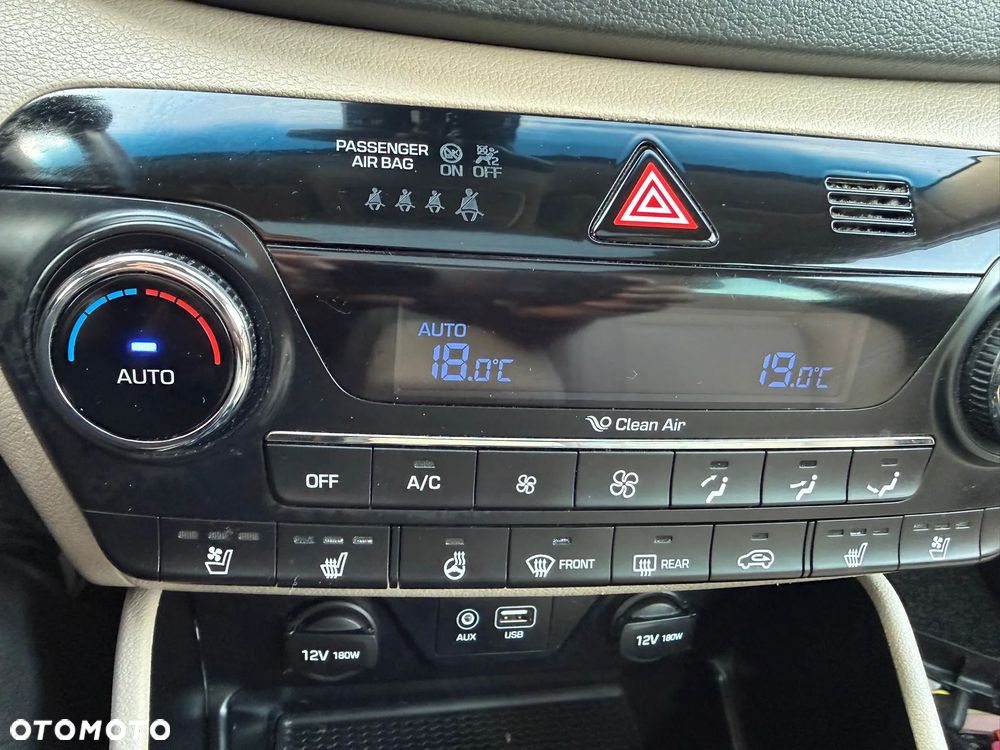 PASSENGER
AIR BAG
ON OFF
AUTO
AUTO
18.0°C
19.0°C
Clean Air
OFF
A/C
FRONT
REAR
AUX
USB
12V 180W
12V 180W
OTOMOTO